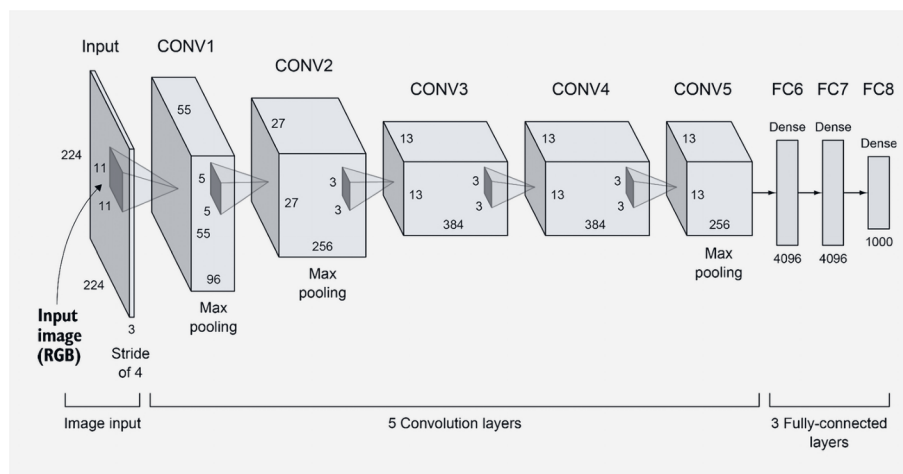 Input
CONV1
CONV2
CONV3
CONV4
CONV5
FC6
FC7
FC8
224
11
11
224
3
Stride
of 4
Input
image
(RGB)
55
5
5
55
96
Max
pooling
27
3
27
3
256
Max
pooling
13
3
13
3
384
13
3
13
3
384
13
13
256
Max
pooling
Dense
4096
Dense
4096
Dense
1000
Image input
5 Convolution layers
3 Fully-connected
layers